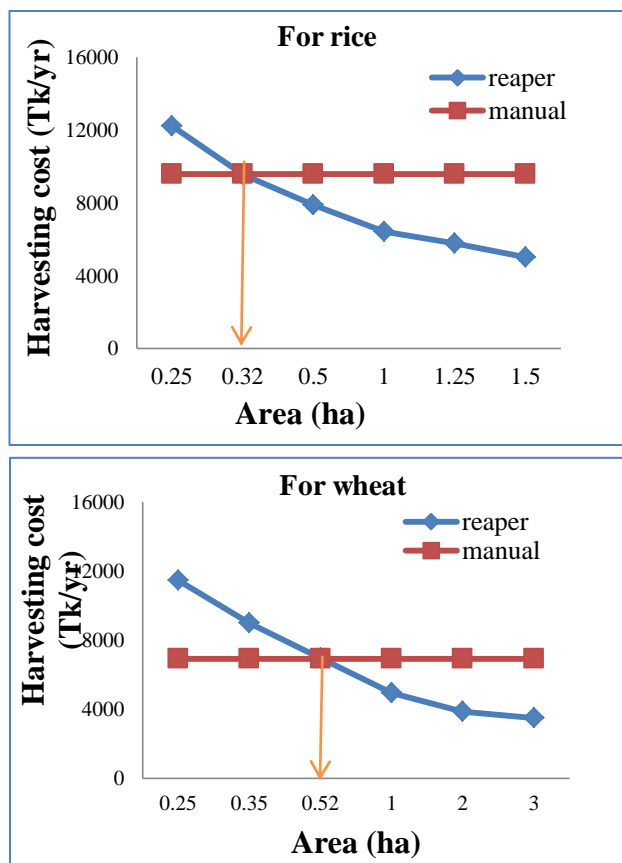 For rice
16000
12000
8000
4000
0
Harvesting cost (Tk/yr)
reaper
manual
0.25 0.32 0.5 1 1.25 1.5
Area (ha)
For wheat
16000
12000
8000
4000
0
Harvesting cost
(Tk/yr)
reaper
manual
0.25 0.35 0.52 1 2 3
Area (ha)